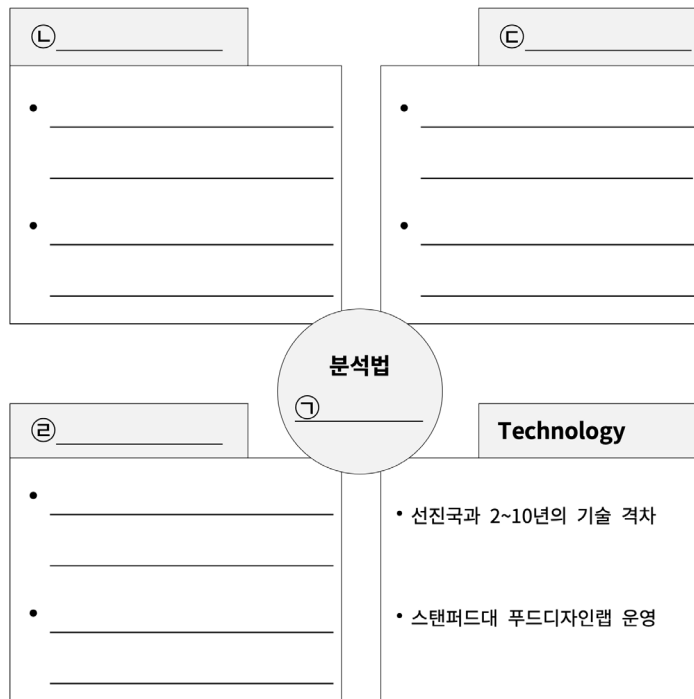 ㉡
㉢
•
•
•
•
분석법
㉠
㉣
Technology
•
•
• 선진국과 2~10년의 기술 격차
• 스탠퍼드대 푸드디자인랩 운영